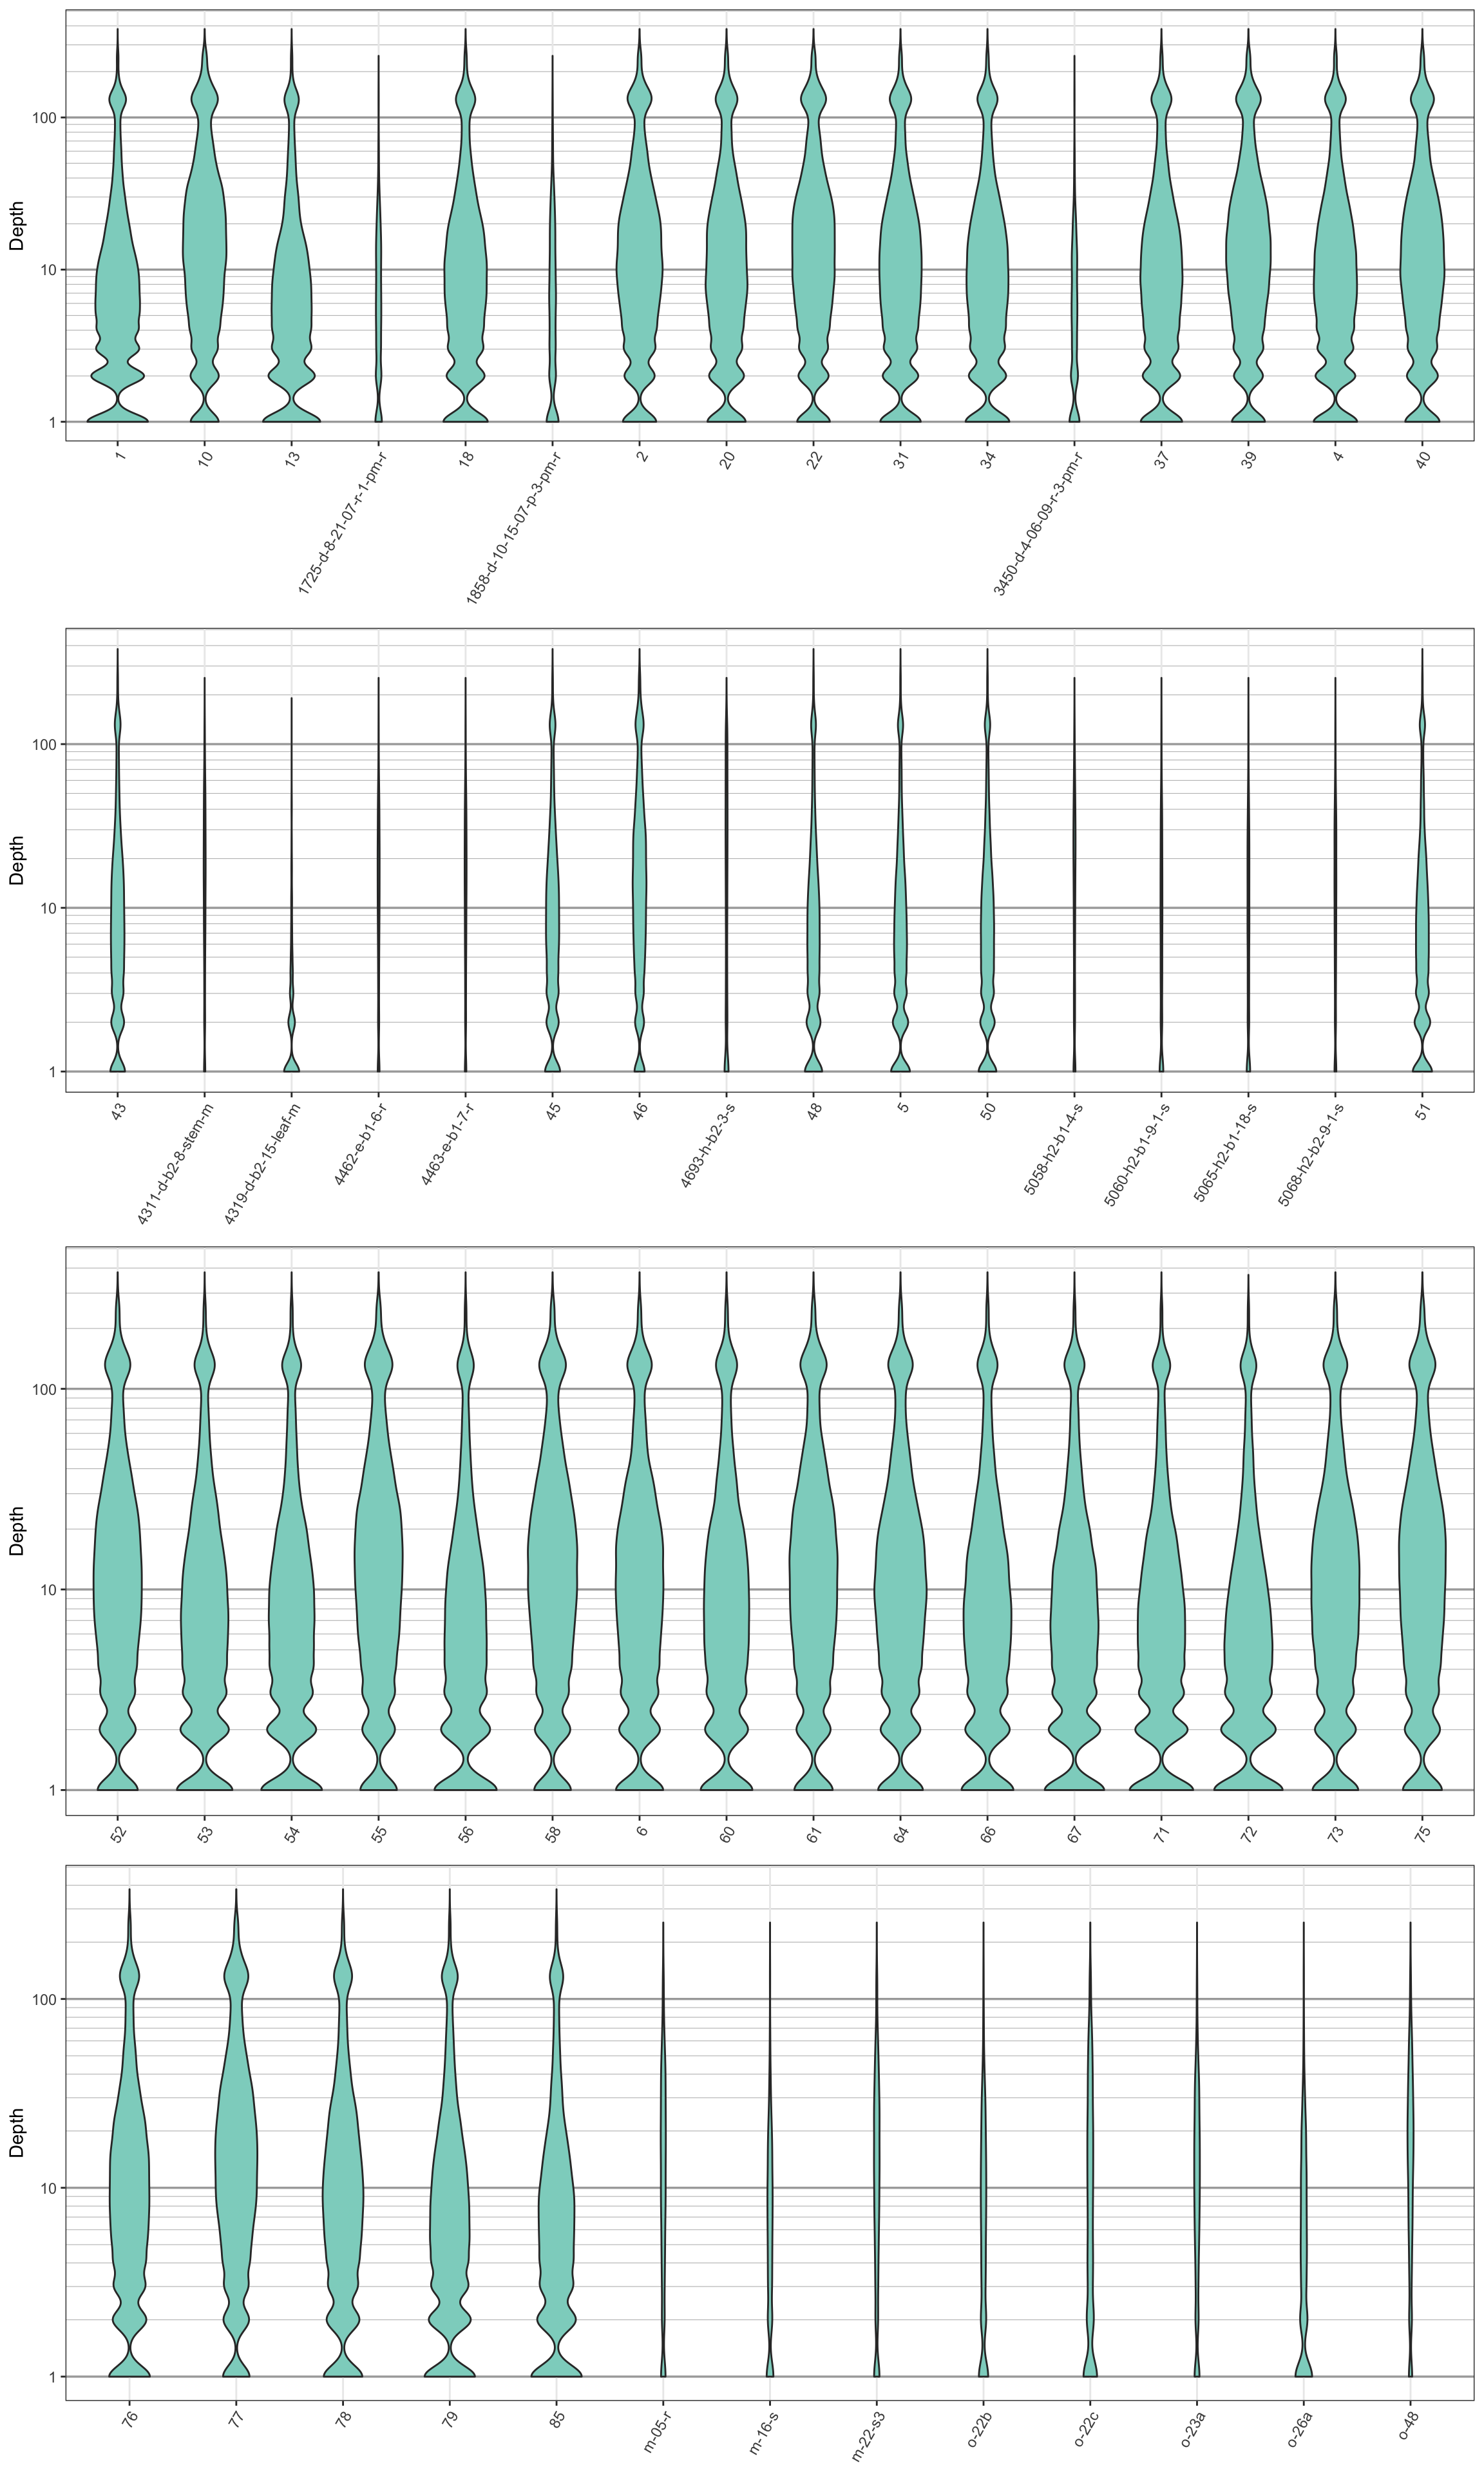 Depth
100
10
1
1
10
13
1725-d-8-21-07-r-1-pm-r
18
1858-d-10-15-07-p-3-pm-r
2
20
22
31
34
3450-d-4-06-09-r-3-pm-r
37
39
4
40
Depth
100
10
1
43
4311-d-b2-8-stem-m
4319-d-b2-15-leaf-m
4462-e-b1-6-r
4463-e-b1-7-r
45
46
4693-h-b2-3-s
48
5
50
5058-h2-b1-4-s
5060-h2-b1-9-1-s
5065-h2-b1-18-s
5068-h2-b2-9-1-s
51
Depth
100
10
1
52
53
54
55
56
58
6
60
61
64
66
67
71
72
73
75
Depth
100
10
1
76
77
78
79
85
m-05-r
m-16-s
m-22-s3
o-22b
o-22c
o-23a
o-26a
o-48